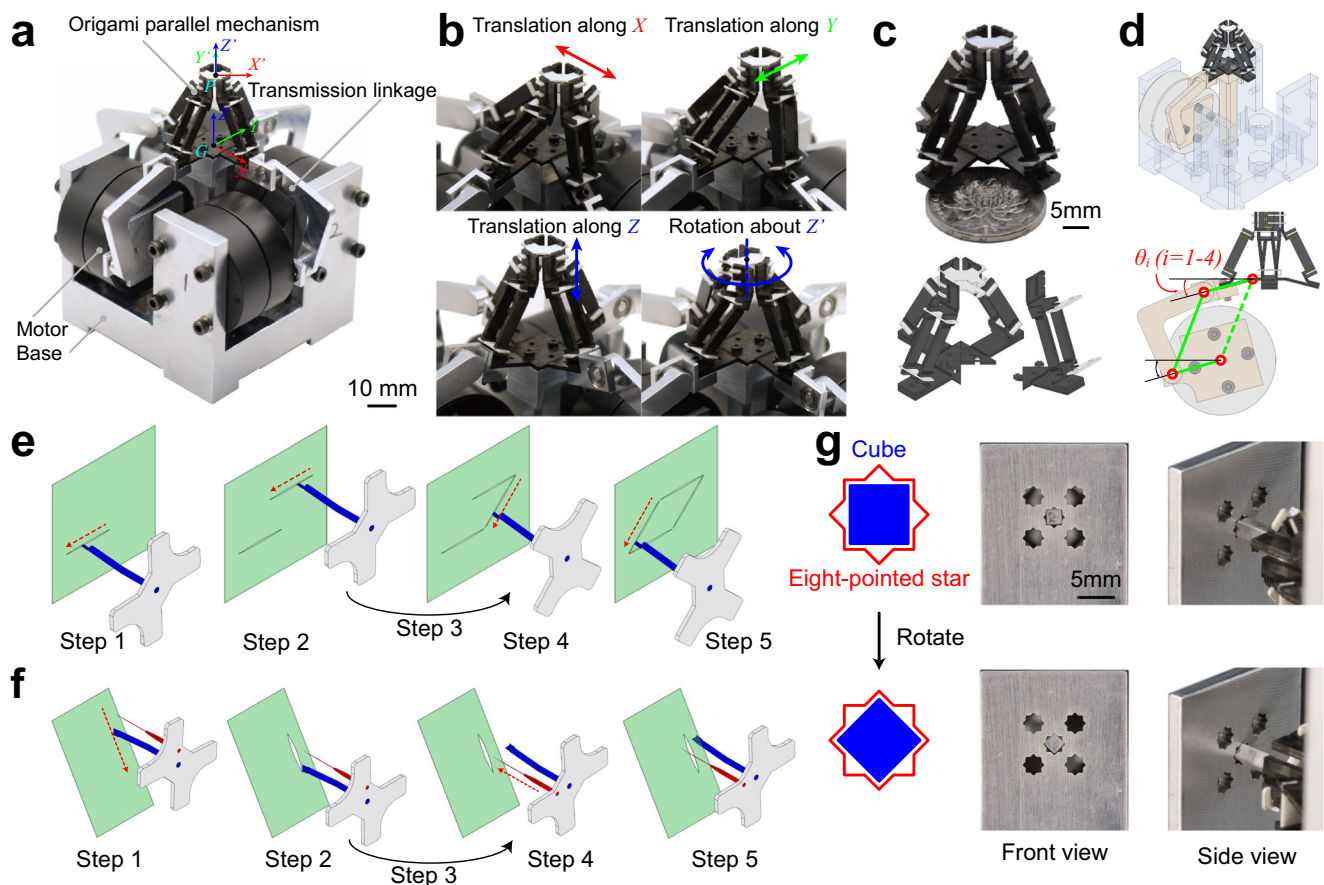 a
Origami parallel mechanism
Z'
Y'
X'
P
Transmission linkage
Z
Y
G
X
2
1
Motor
Base
10 mm
b
Translation along X
Translation along Y
Translation along Z
Rotation about Z'
c
5mm
d
θi (i=1-4)
e
Step 1
Step 2
Step 3
Step 4
Step 5
f
Step 1
Step 2
Step 3
Step 4
Step 5
g
Cube
Eight-pointed star
Rotate
5mm
Front view
Side view